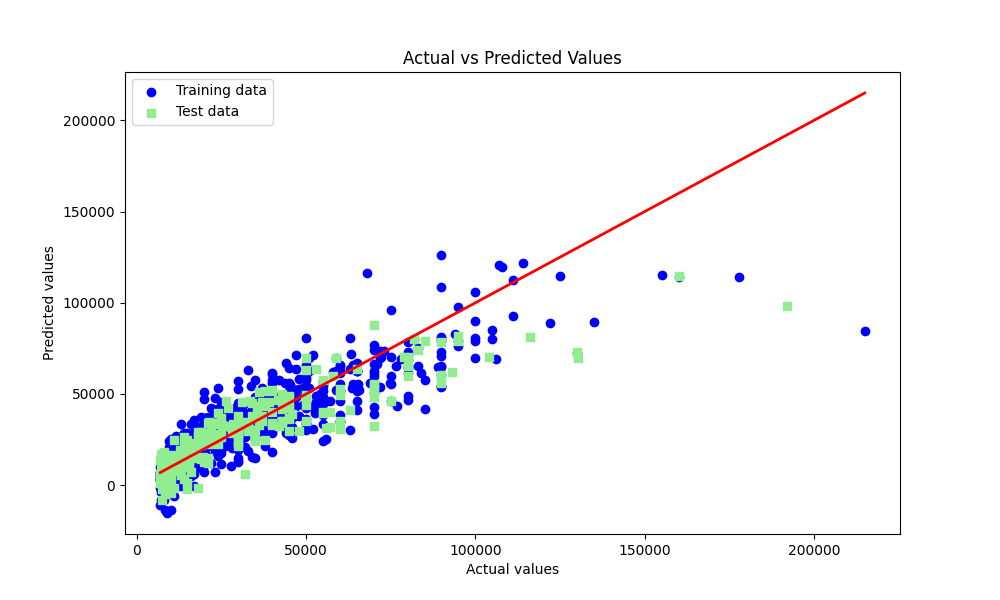 Actual vs Predicted Values
Training data
Test data
200000
150000
100000
50000
0
Predicted values
0 50000 100000 150000 200000
Actual values